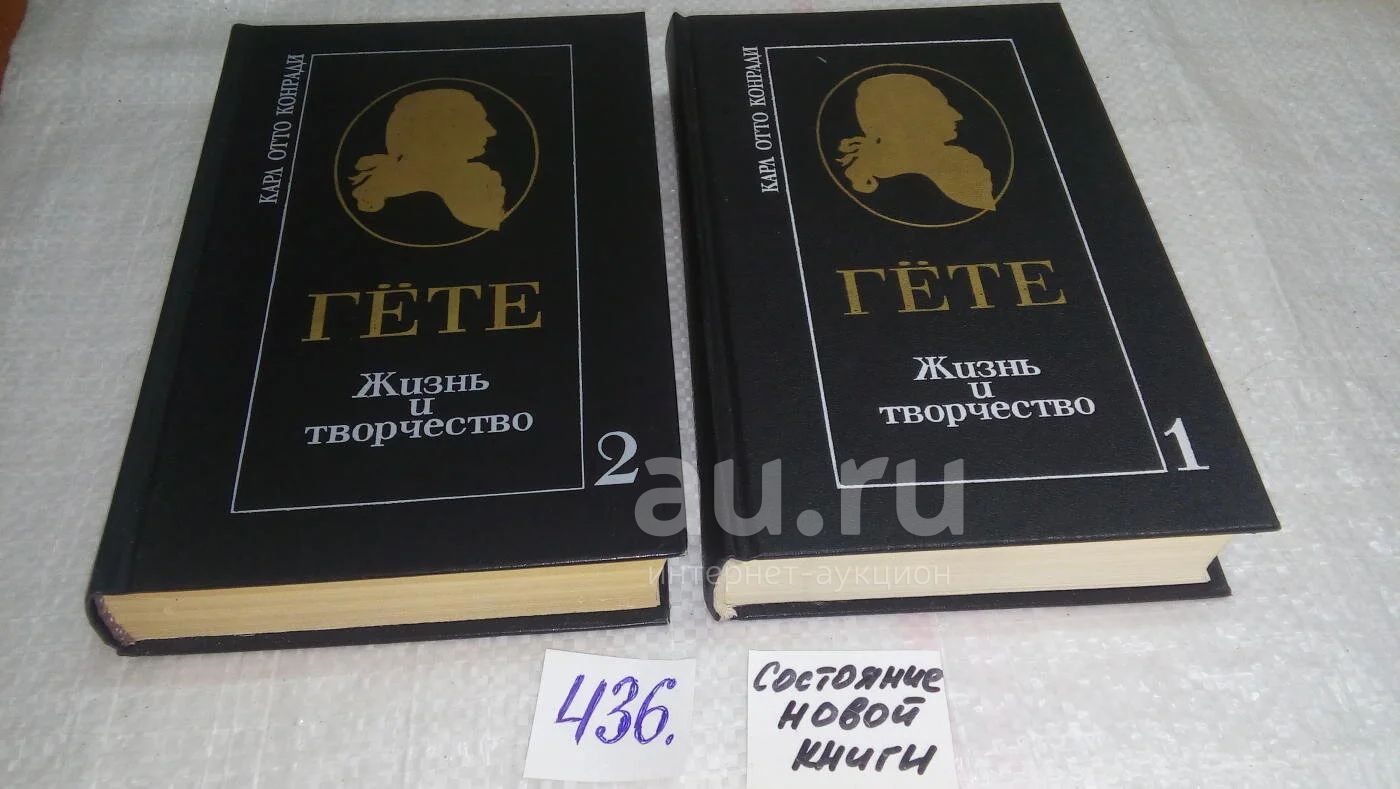 КАРЛ ОТТО КОНРАДИ
ГЁТЕ
Жизнь
и
творчество
2
КАРЛ ОТТО КОНРАДИ
ГЁТЕ
Жизнь
и
творчество
1
au.ru
интернет-аукцион
436.
Состояние
новой
книги